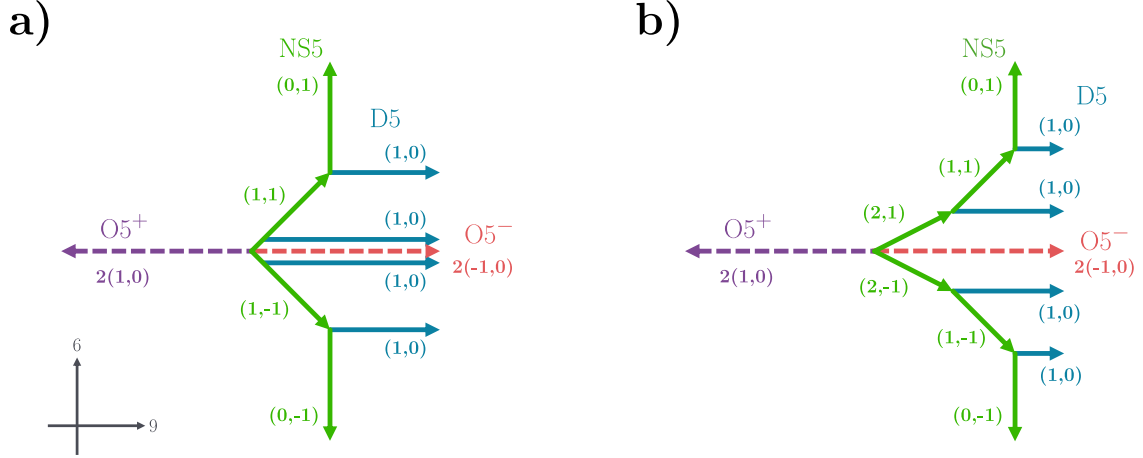 a)
NS5
(0,1)
D5
(1,0)
(1,1)
(1,0)
O5⁺
O5⁻
2(1,0)
2(-1,0)
(1,0)
(1,-1)
(1,0)
6
9
(0,-1)
b)
NS5
(0,1)
D5
(1,0)
(1,1)
(1,0)
(2,1)
O5⁺
O5⁻
2(1,0)
2(-1,0)
(2,-1)
(1,0)
(1,-1)
(1,0)
(0,-1)